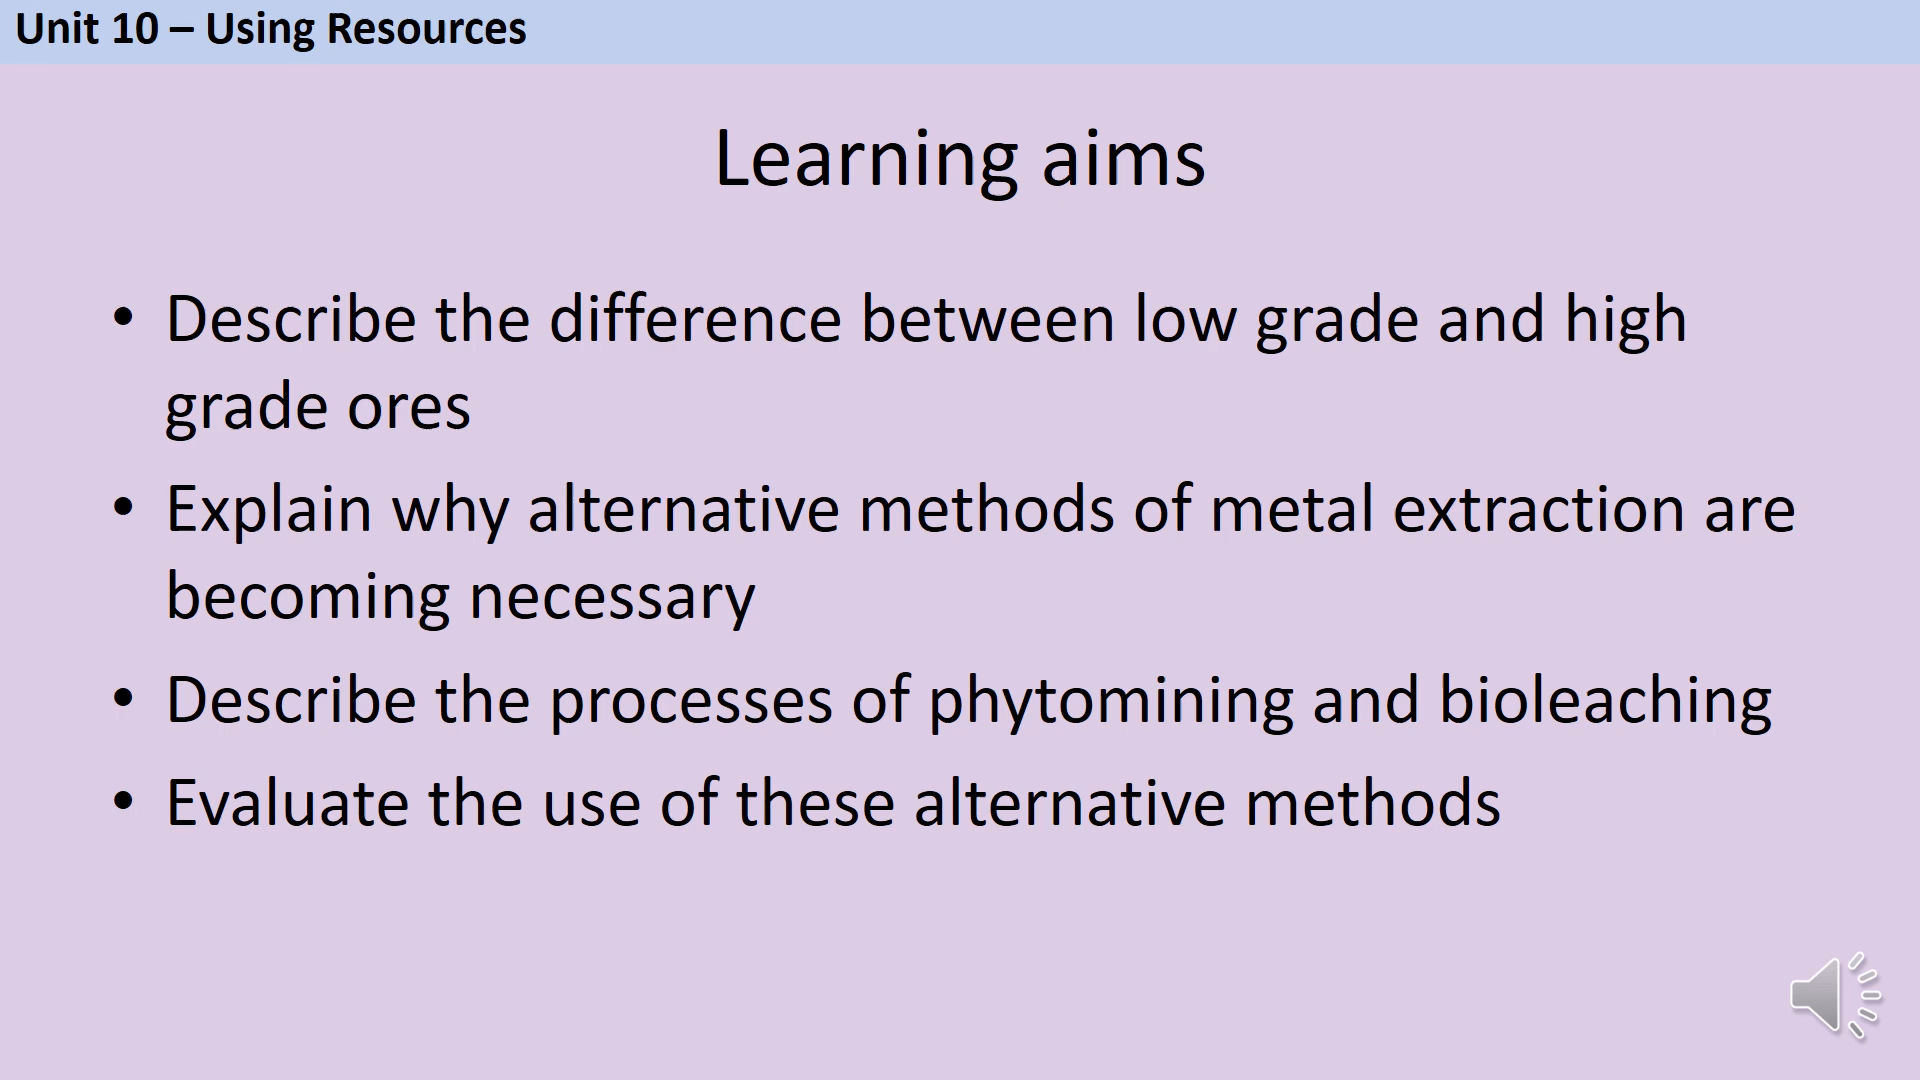 Unit 10 – Using Resources
Learning aims
• Describe the difference between low grade and high
grade ores
• Explain why alternative methods of metal extraction are
becoming necessary
• Describe the processes of phytomining and bioleaching
• Evaluate the use of these alternative methods